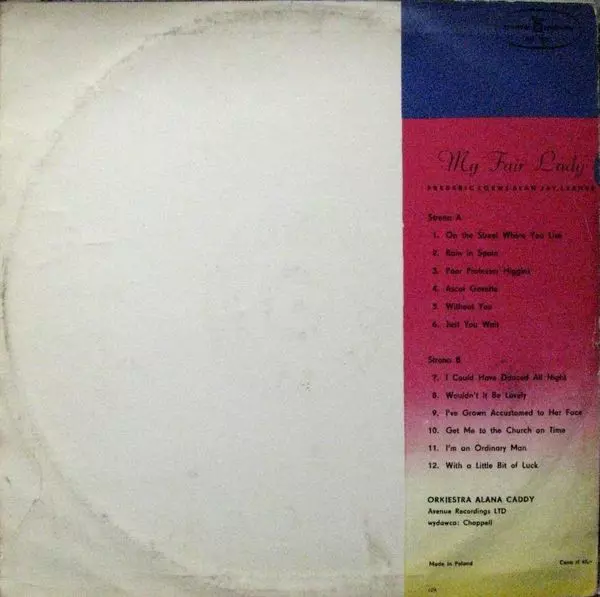 My Fair Lady
FREDERIC LOEWE-ALAN JAY LERNER
Strona A
1. On the Street Where You Live
2. Rain in Spain
3. Poor Professor Higgins
4. Ascot Gavotte
5. Without You
6. Just You Wait
Strona B
7. I Could Have Danced All Night
8. Wouldn't It Be Lovely
9. I've Grown Accustomed to Her Face
10. Get Me to the Church on Time
11. I'm an Ordinary Man
12. With a Little Bit of Luck
ORKIESTRA ALANA CADDY
Avenue Recordings LTD
wydawca: Chappell
Made in Poland
Cena zł 65,-